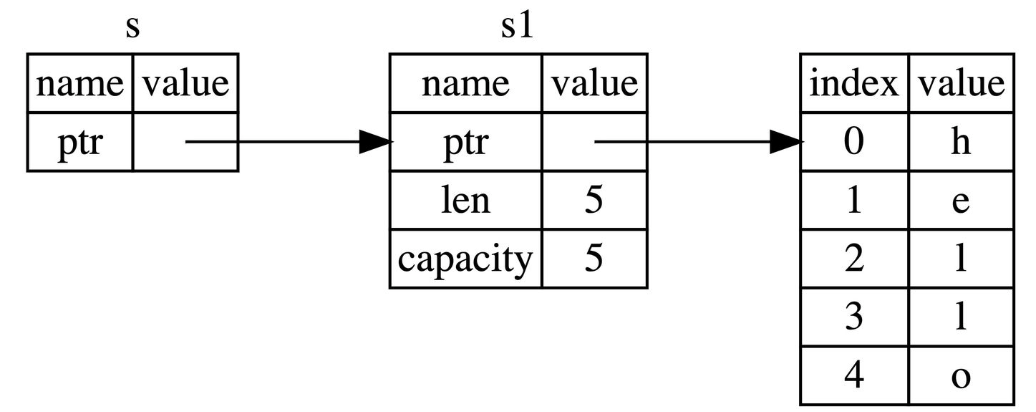 s
name value
ptr
s1
name value
ptr
len 5
capacity 5
index value
0 h
1 e
2 l
3 l
4 o